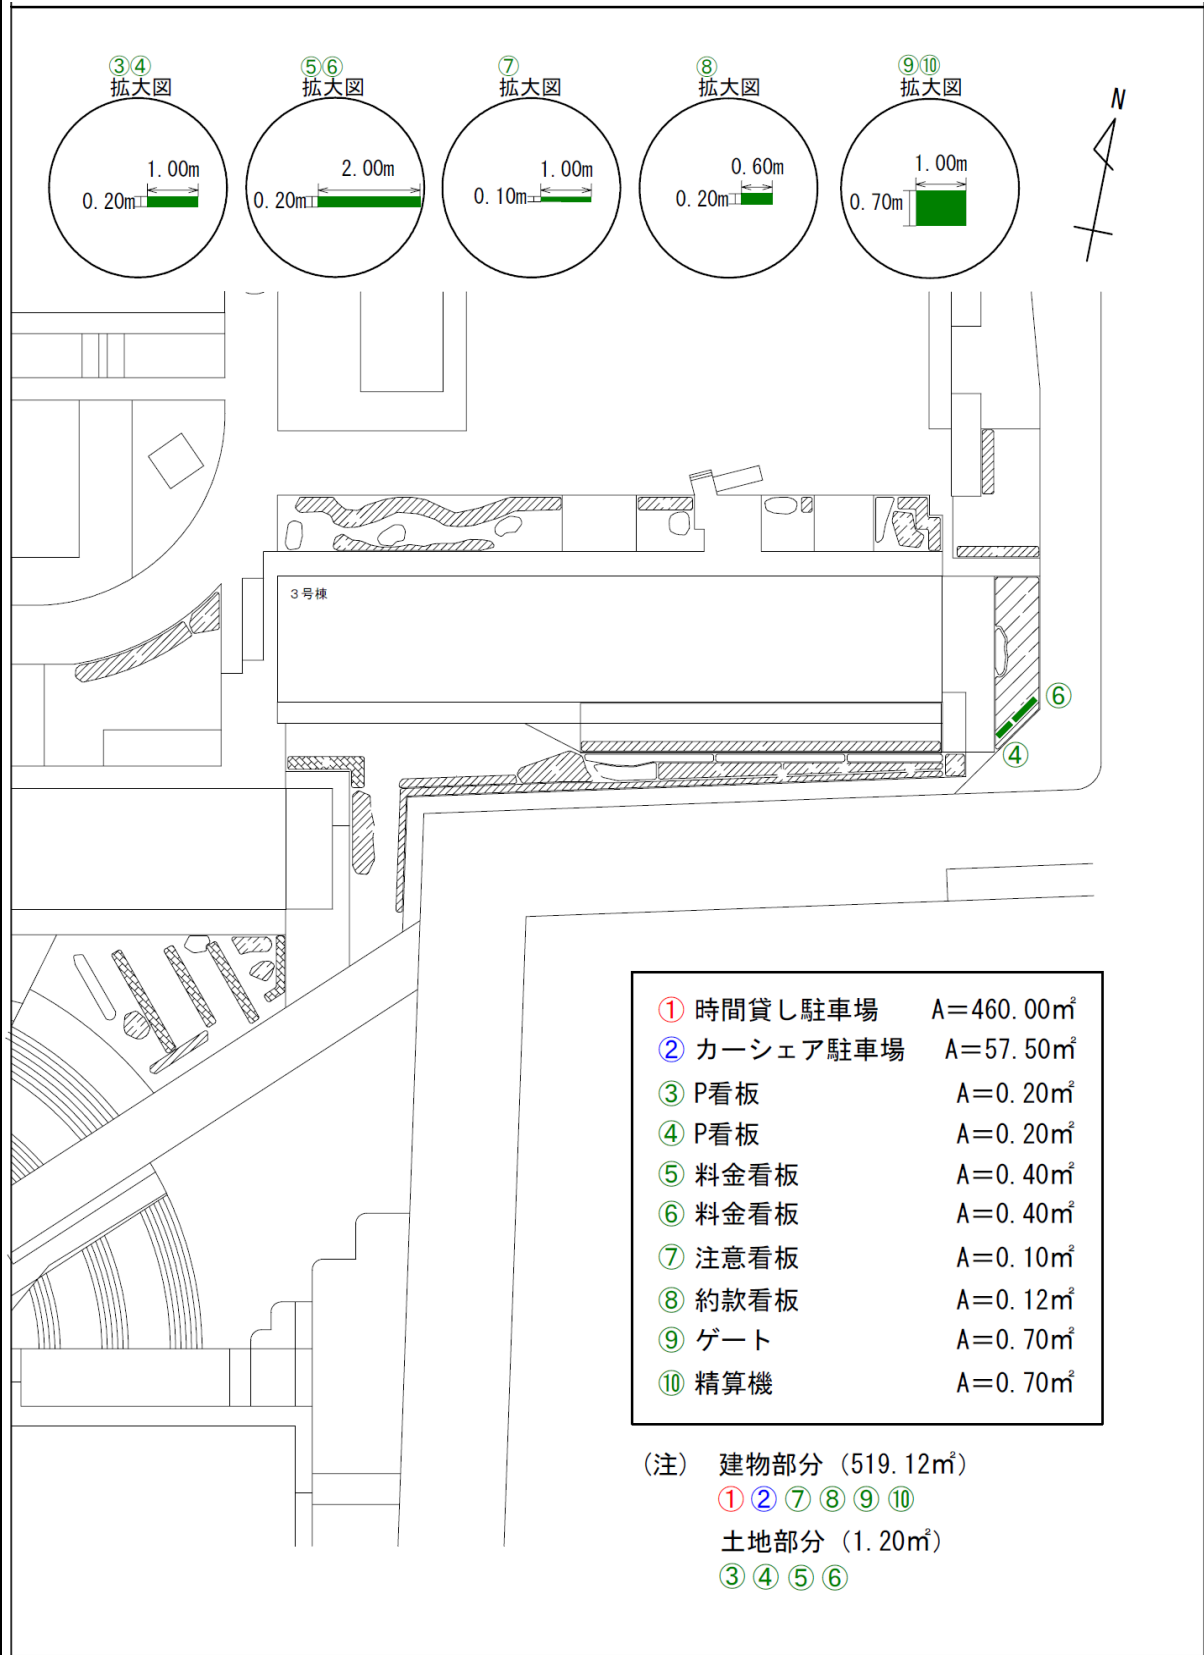 ③④
拡大図
1.00m
0.20m
⑤⑥
拡大図
2.00m
0.20m
⑦
拡大図
1.00m
0.10m
⑧
拡大図
0.60m
0.20m
⑨⑩
拡大図
1.00m
0.70m
N
3号棟
⑥
④
① 時間貸し駐車場 A=460.00㎡
② カーシェア駐車場 A=57.50㎡
③ P看板 A=0.20㎡
④ P看板 A=0.20㎡
⑤ 料金看板 A=0.40㎡
⑥ 料金看板 A=0.40㎡
⑦ 注意看板 A=0.10㎡
⑧ 約款看板 A=0.12㎡
⑨ ゲート A=0.70㎡
⑩ 精算機 A=0.70㎡
（注） 建物部分（519.12㎡）
①②⑦⑧⑨⑩
土地部分（1.20㎡）
③④⑤⑥